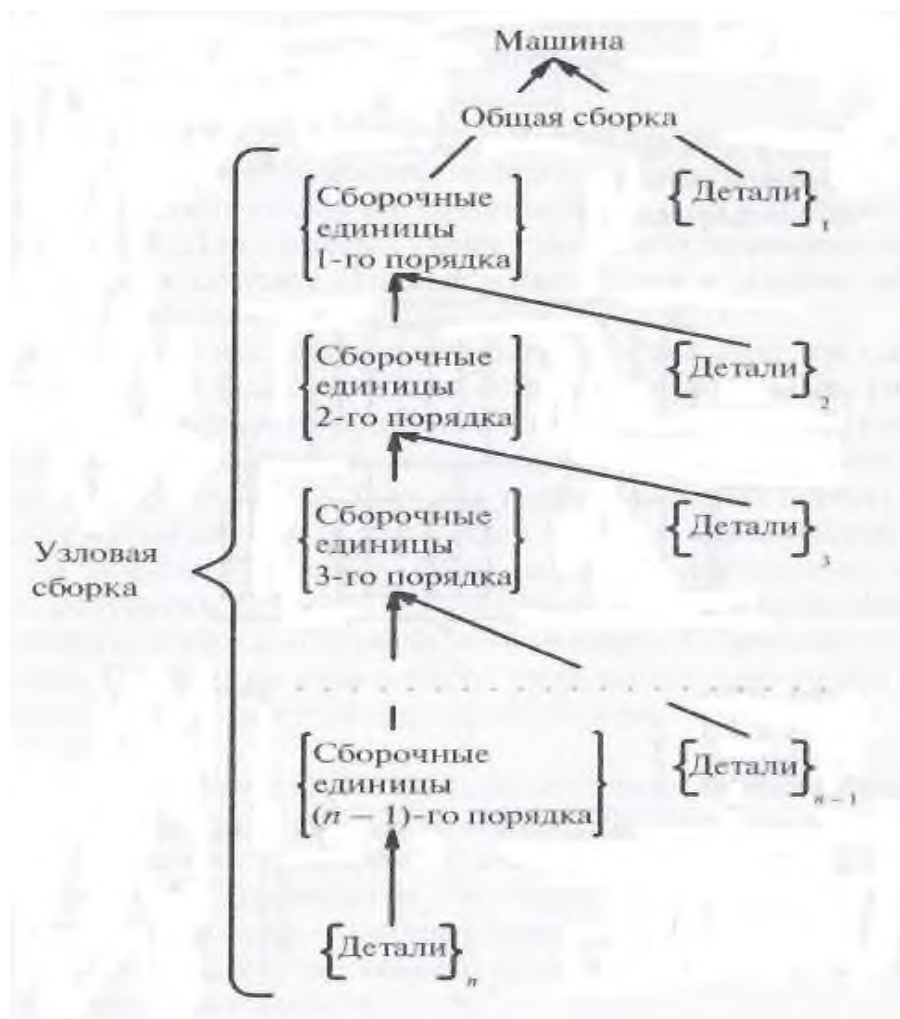 Машина
Общая сборка
Сборочные
единицы
1-го порядка
{Детали}1
Сборочные
единицы
2-го порядка
{Детали}2
Сборочные
единицы
3-го порядка
{Детали}3
Узловая
сборка
Сборочные
единицы
(n − 1)-го порядка
{Детали}n − 1
{Детали}n